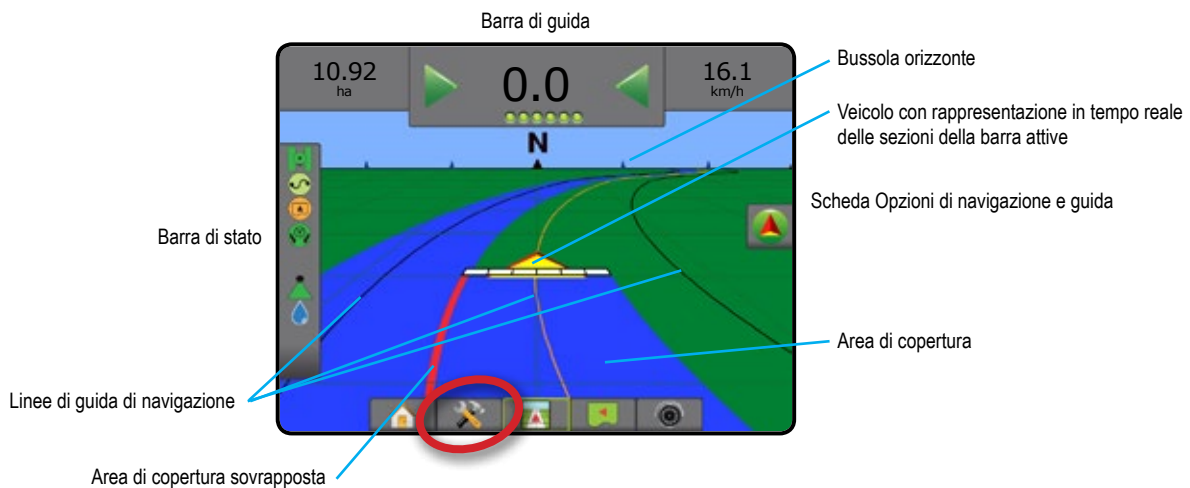 Barra di guida
Bussola orizzonte
10.92
ha
0.0
16.1
km/h
Veicolo con rappresentazione in tempo reale
delle sezioni della barra attive
N
Scheda Opzioni di navigazione e guida
Barra di stato
Area di copertura
Linee di guida di navigazione
Area di copertura sovrapposta